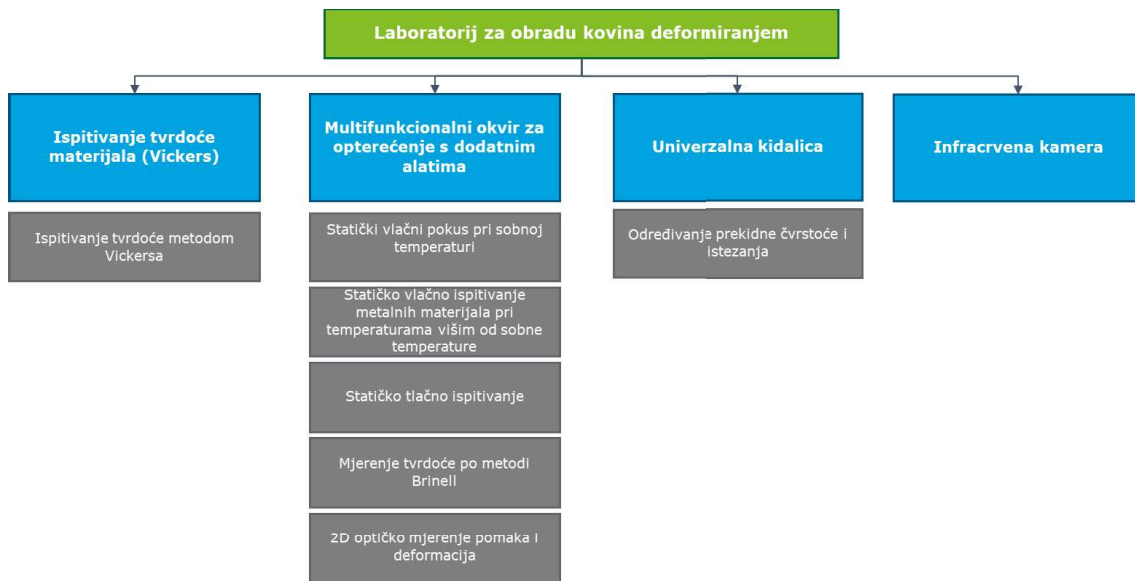 Laboratorij za obradu kovina deformiranjem
Ispitivanje tvrdoće
materijala (Vickers)
Multifunkcionalni okvir za
opterećenje s dodatnim
alatima
Univerzalna kidalica
Infracrvena kamera
Ispitivanje tvrdoće metodom
Vickersa
Statički vlačni pokus pri sobnoj
temperaturi
Statičko vlačno ispitivanje
metalnih materijala pri
temperaturama višim od sobne
temperature
Statičko tlačno ispitivanje
Mjerenje tvrdoće po metodi
Brinell
2D optičko mjerenje pomaka I
deformacija
Određivanje prekidne čvrstoće i
istezanja